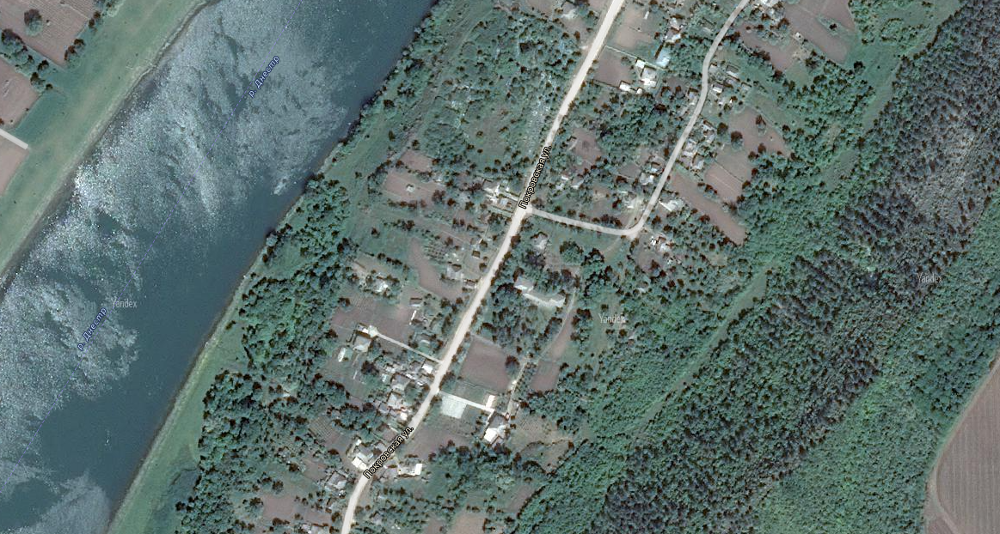 р. Днестр
Покровская ул.
Yandex
р. Днестр
Yandex
Yandex
Покровская ул.